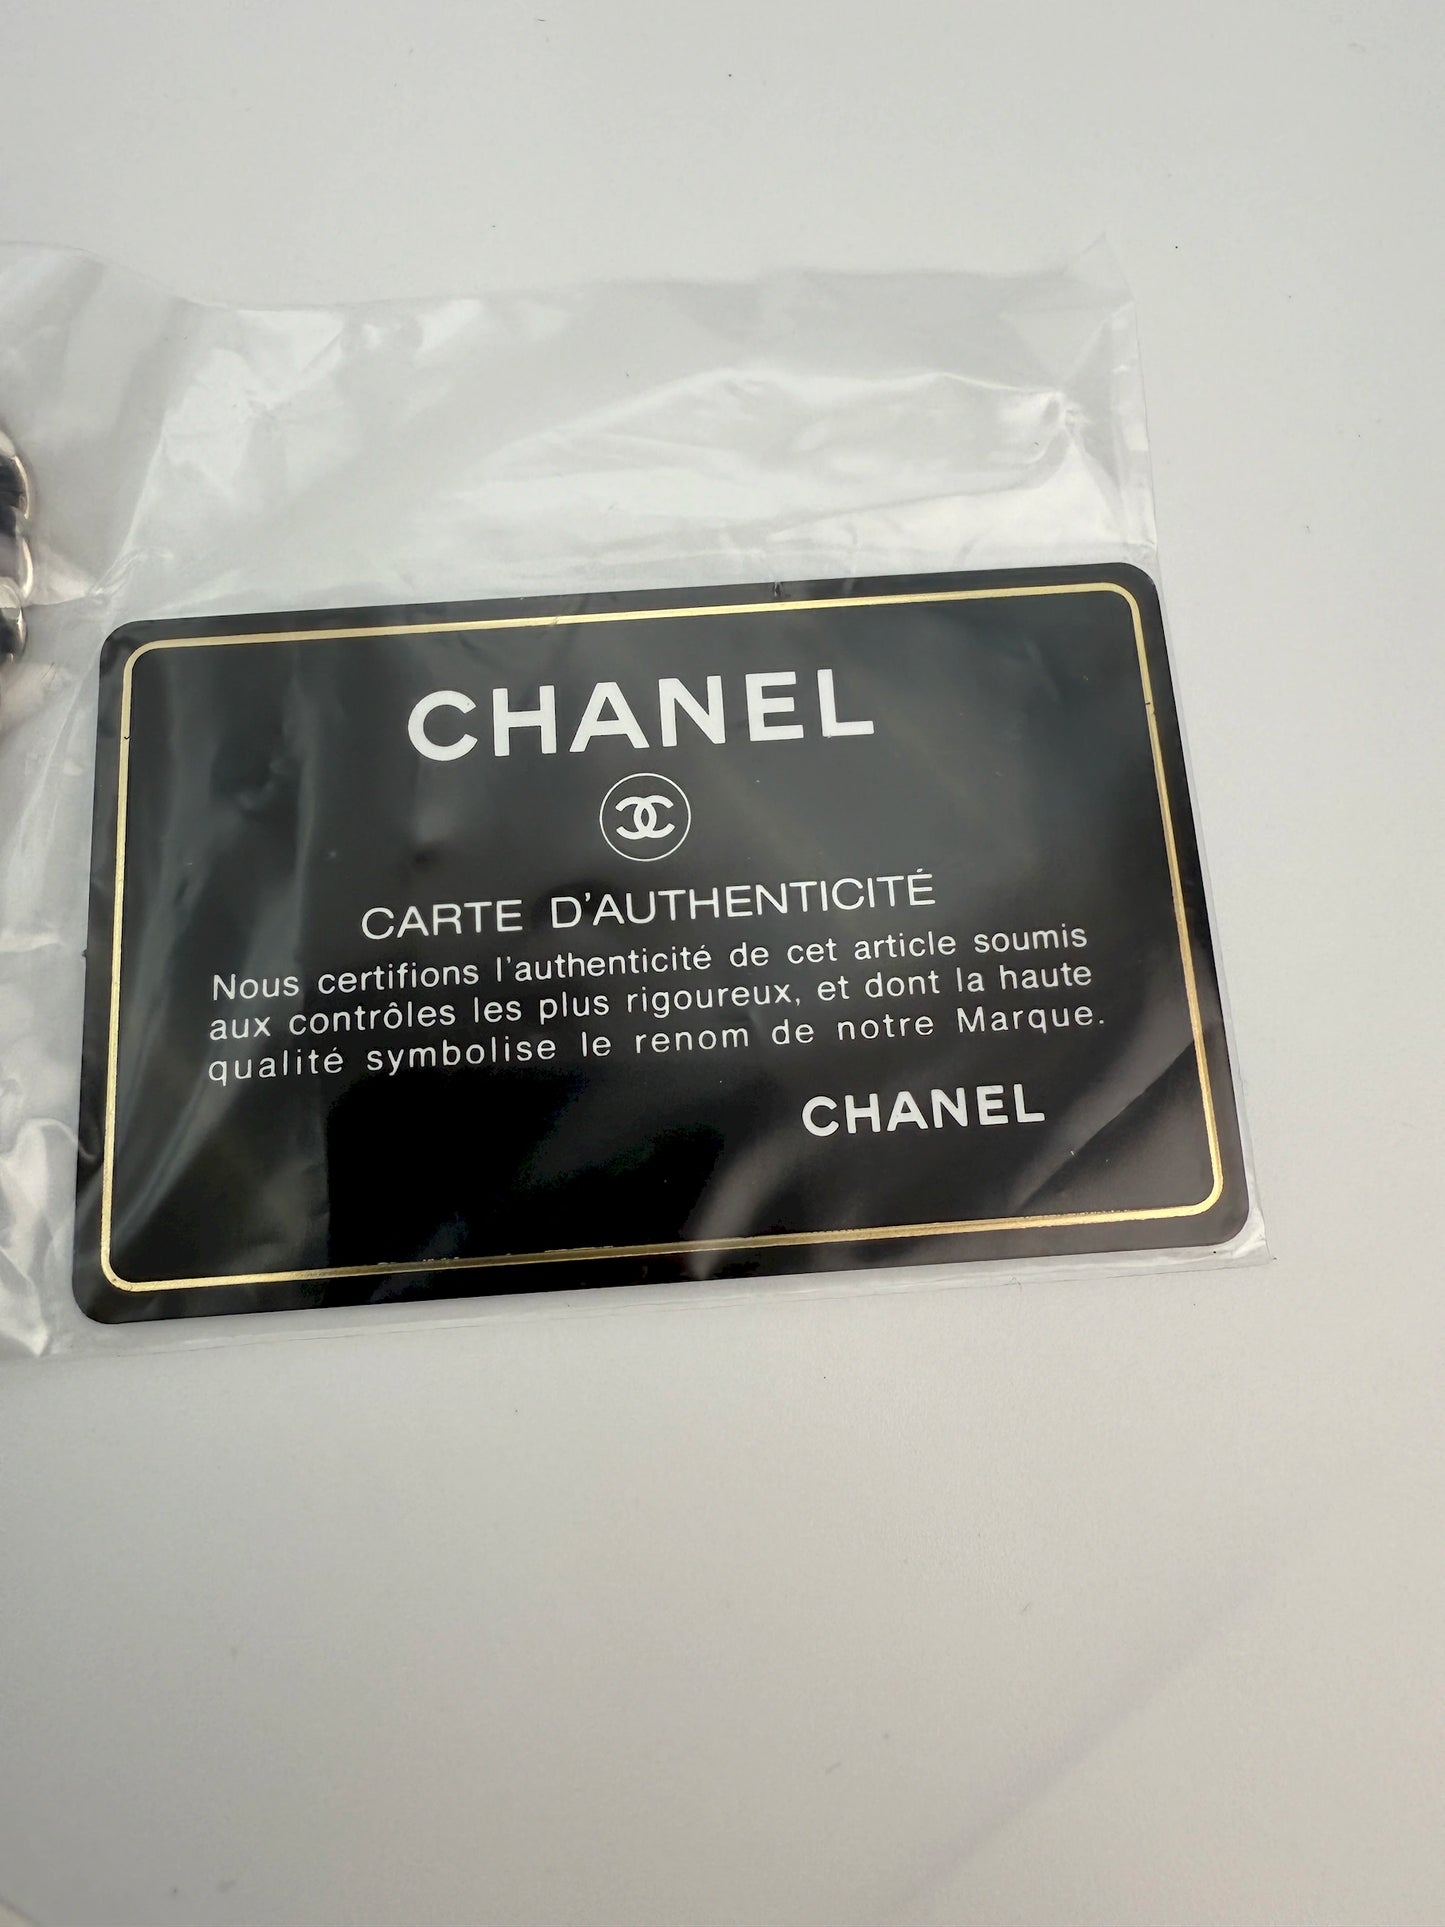 CHANEL
CARTE D'AUTHENTICITÉ
Nous certifions l'authenticité de cet article soumis
aux contrôles les plus rigoureux, et dont la haute
qualité symbolise le renom de notre Marque.
CHANEL